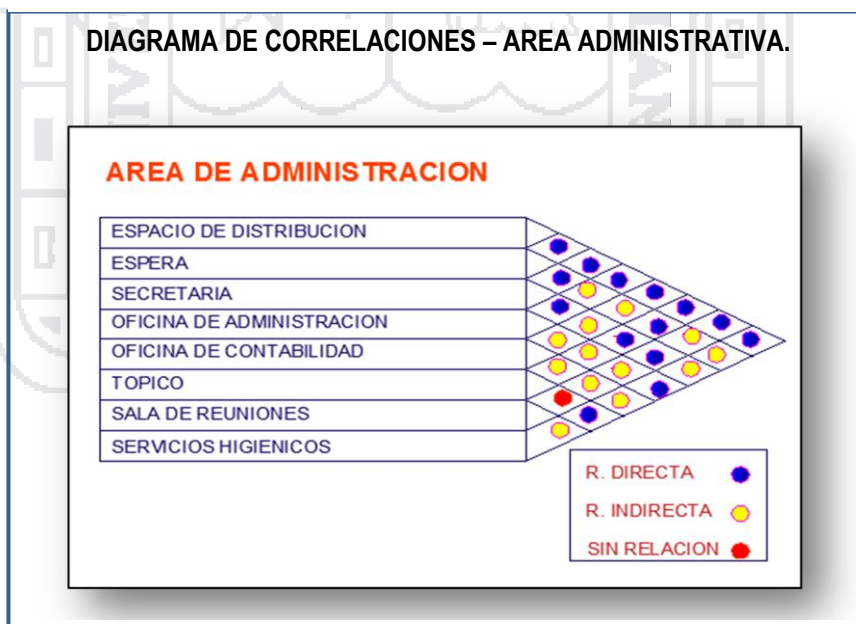 DIAGRAMA DE CORRELACIONES – AREA ADMINISTRATIVA.
AREA DE ADMINISTRACION
ESPACIO DE DISTRIBUCION
ESPERA
SECRETARIA
OFICINA DE ADMINISTRACION
OFICINA DE CONTABILIDAD
TOPICO
SALA DE REUNIONES
SERVICIOS HIGIENICOS
R. DIRECTA
R. INDIRECTA
SIN RELACION